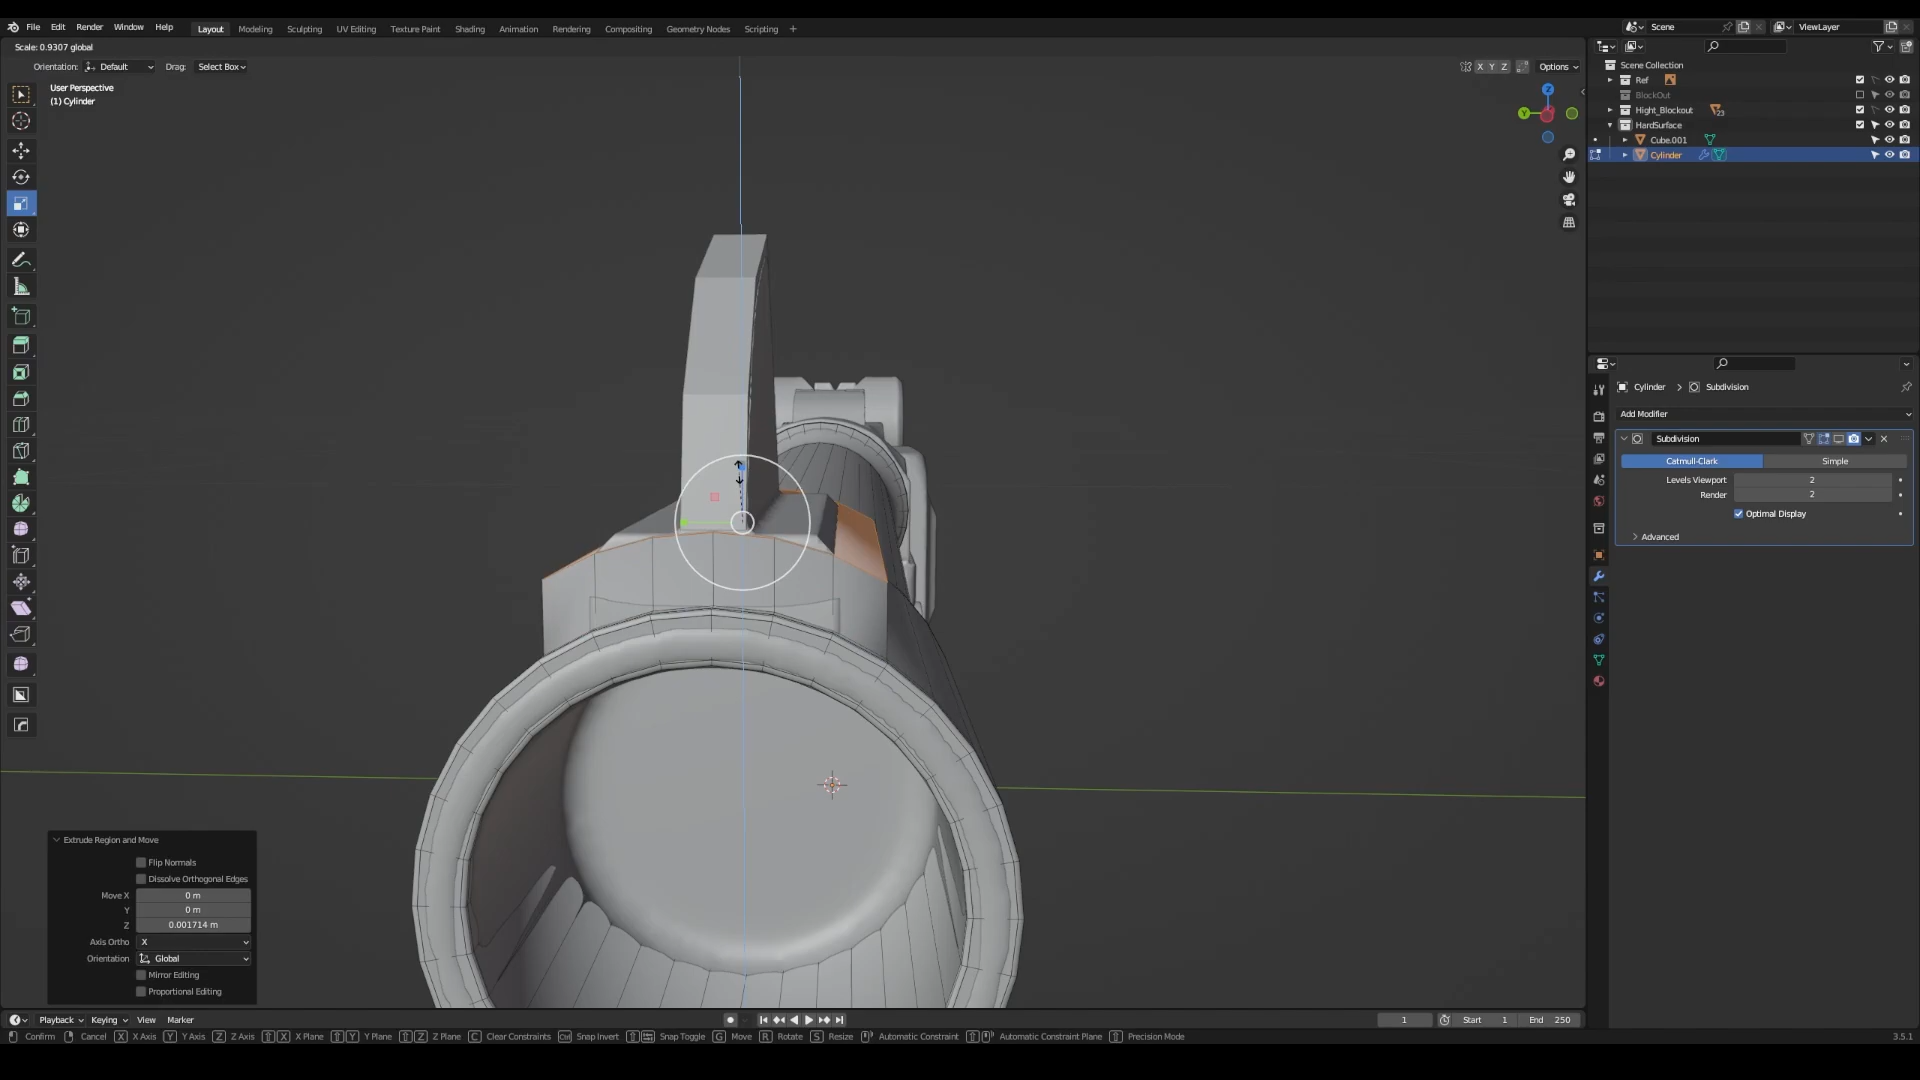 File Edit Render Window Help Layout Modeling Sculpting UV Editing Texture Paint Shading Animation Rendering Compositing Geometry Nodes Scripting + Scene ViewLayer
Scale: 0.9307 global
Orientation: Default Drag: Select Box X Y Z Options
User Perspective
(1) Cylinder
Z
Y
Scene Collection
Ref
BlockOut
Hight_Blockout 23
HardSurface
Cube.001
Cylinder
Cylinder > Subdivision
Add Modifier
Subdivision
Catmull-Clark Simple
Levels Viewport 2
Render 2
Optimal Display
Advanced
Extrude Region and Move
Flip Normals
Dissolve Orthogonal Edges
Move X 0 m
Y 0 m
Z 0.001714 m
Axis Ortho X
Orientation Global
Mirror Editing
Proportional Editing
Playback Keying View Marker 1 Start 1 End 250
Confirm Cancel X X Axis Y Y Axis Z Z Axis X X Plane Y Y Plane Z Z Plane C Clear Constraints Ctrl Snap Invert Snap Toggle G Move R Rotate S Resize Automatic Constraint Automatic Constraint Plane Precision Mode 3.5.1